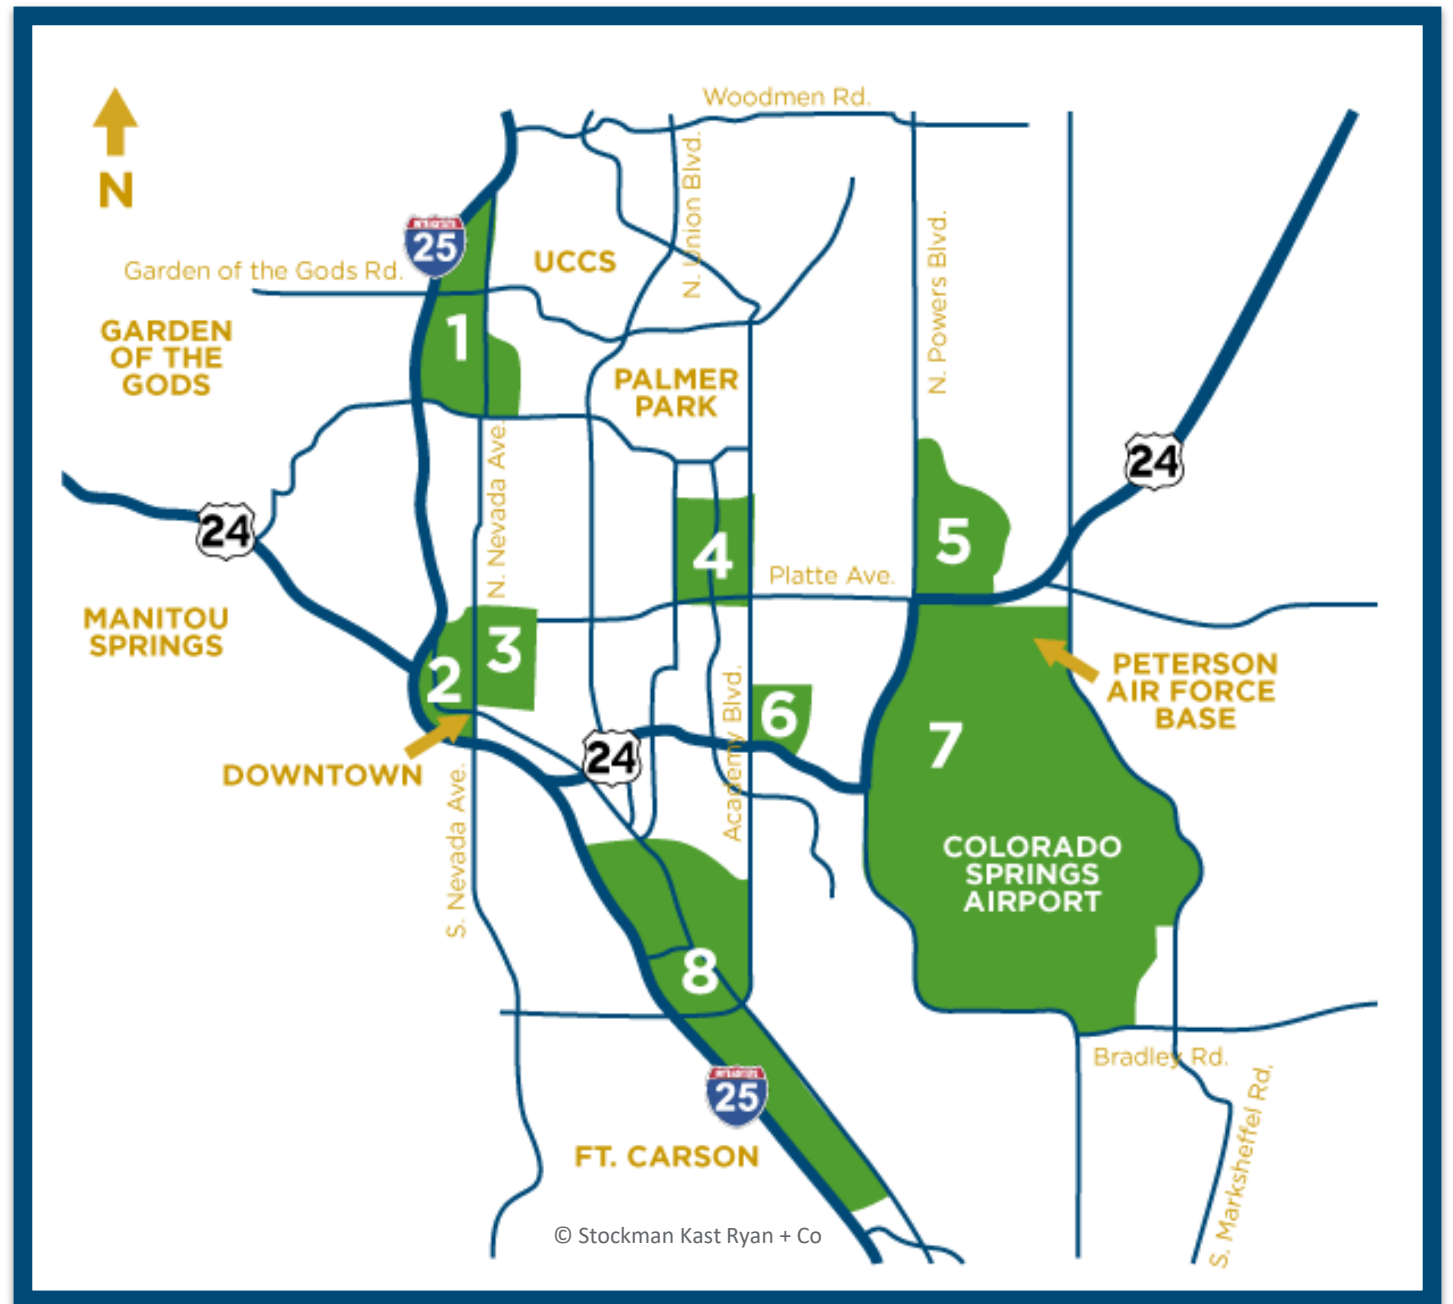 Woodmen Rd.
N
N. Union Blvd.
INTERSTATE
25
UCCS
N. Powers Blvd.
Garden of the Gods Rd.
GARDEN
OF THE
GODS
1
PALMER
PARK
N. Nevada Ave.
24
24
4
5
Platte Ave.
MANITOU
SPRINGS
3
2
PETERSON
AIR FORCE
BASE
Academy Blvd.
6
7
24
DOWNTOWN
S. Nevada Ave.
COLORADO
SPRINGS
AIRPORT
8
Bradley Rd.
INTERSTATE
25
S. Marksheffel Rd.
FT. CARSON
© Stockman Kast Ryan + Co